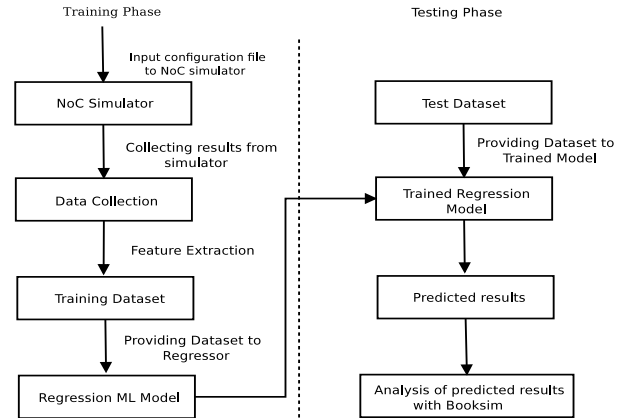 Training Phase
Input configuration file
to NoC simulator
NoC Simulator
Collecting results from
simulator
Data Collection
Feature Extraction
Training Dataset
Providing Dataset to
Regressor
Regression ML Model
Testing Phase
Test Dataset
Providing Dataset to
Trained Model
Trained Regression
Model
Predicted results
Analysis of predicted results
with Booksim